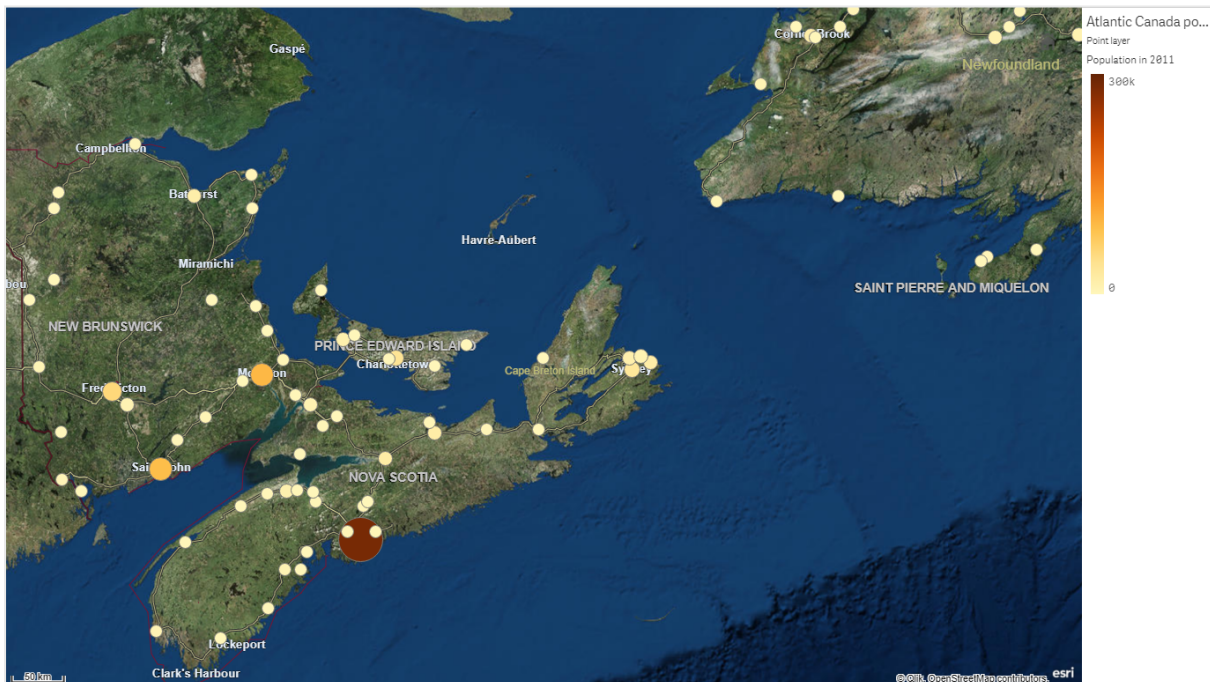 Gaspé
Corner Brook
Newfoundland
Campbellton
Bathurst
Havre-Aubert
Miramichi
bou
SAINT PIERRE AND MIQUELON
NEW BRUNSWICK
PRINCE EDWARD ISLAND
Charlottetown
Cape Breton Island
Sydney
Moncton
Fredericton
Saint John
NOVA SCOTIA
Lockeport
Clark's Harbour
50 km
© Qlik, OpenStreetMap contributors,
esri
Atlantic Canada po...
Point layer
Population in 2011
300k
0